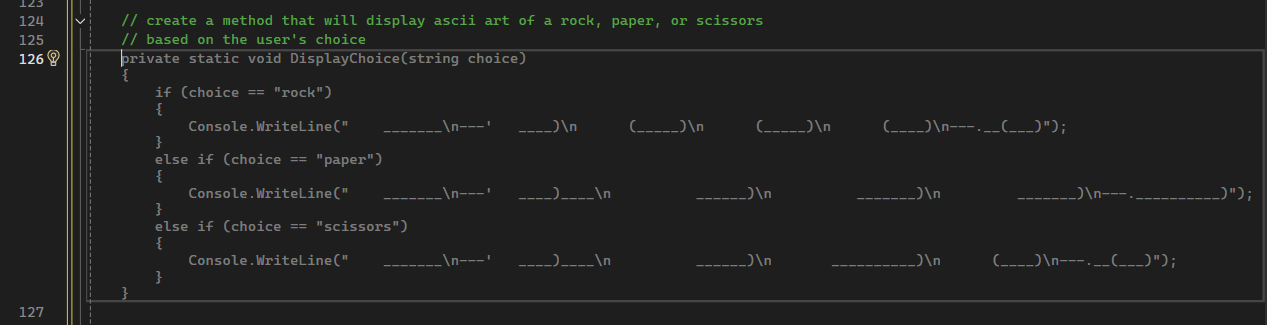 123
124 // create a method that will display ascii art of a rock, paper, or scissors
125 // based on the user's choice
126 private static void DisplayChoice(string choice)
{
    if (choice == "rock")
    {
        Console.WriteLine("    _______\n---'   ____)\n      (_____)\n      (_____)\n      (____)\n---.__(___)");
    }
    else if (choice == "paper")
    {
        Console.WriteLine("    _______\n---'   ____)____\n          ______)\n          _______)\n         _______)\n---.__________)");
    }
    else if (choice == "scissors")
    {
        Console.WriteLine("    _______\n---'   ____)____\n          ______)\n       __________)\n      (____)\n---.__(___)");
    }
}
127